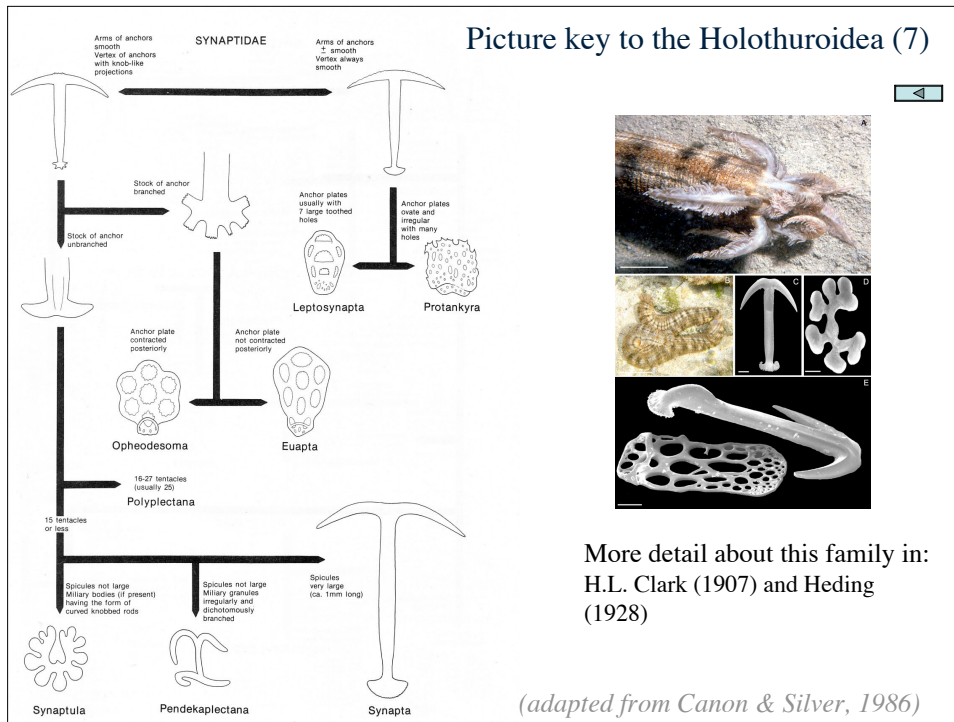 Picture key to the Holothuroidea (7)
SYNAPTIDAE
Arms of anchors
smooth
Vertex of anchors
with knob-like
projections
Arms of anchors
± smooth
Vertex always
smooth
Stock of anchor
branched
Stock of anchor
unbranched
Anchor plates
usually with
7 large toothed
holes
Anchor plates
ovate and
irregular
with many
holes
Leptosynapta
Protankyra
Anchor plate
contracted
posteriorly
Anchor plate
not contracted
posteriorly
Opheodesoma
Euapta
16-27 tentacles
(usually 25)
Polyplectana
15 tentacles
or less
Spicules not large
Miliary bodies (if present)
having the form of
curved knobbed rods
Spicules not large
Miliary granules
irregularly and
dichotomously
branched
Spicules
very large
(ca. 1mm long)
Synaptula
Pendekaplectana
Synapta
A
B
C
D
E
More detail about this family in:
H.L. Clark (1907) and Heding
(1928)
(adapted from Canon & Silver, 1986)